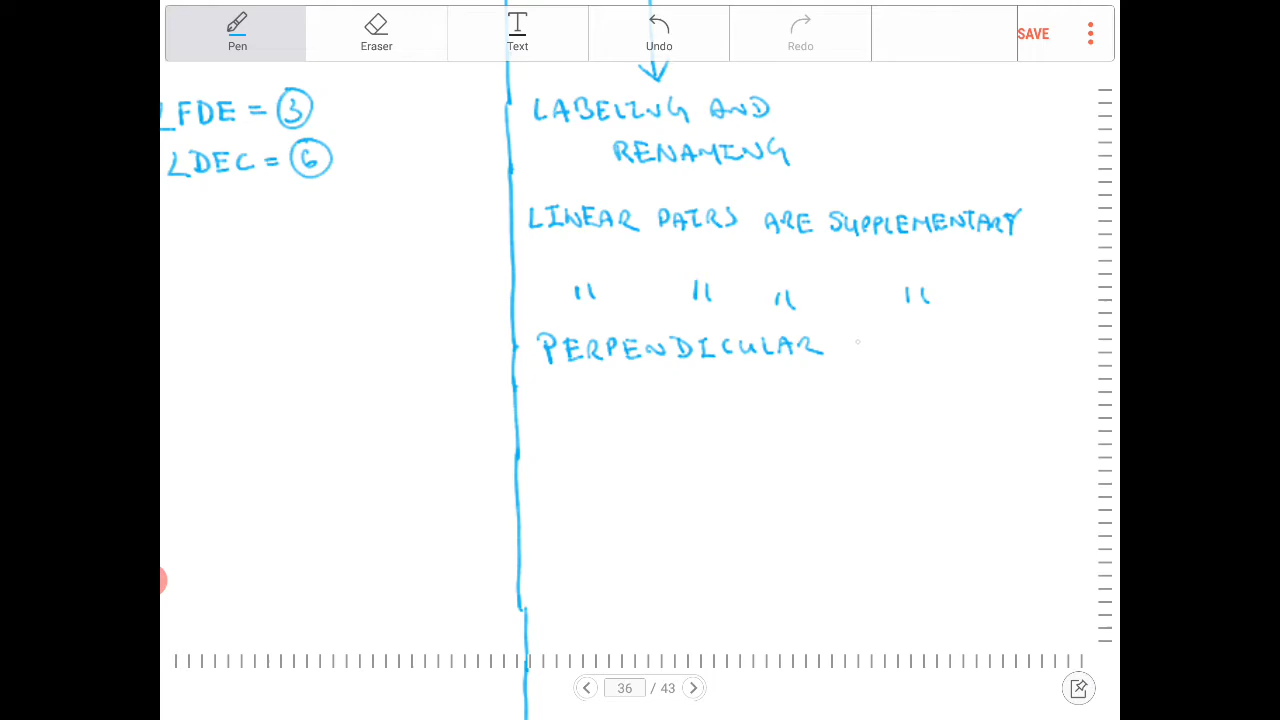 Pen Eraser Text Undo Redo SAVE
∠FDE = ③
∠DEC = ⑥
LABELING AND
RENAMING
LINEAR PAIRS ARE SUPPLEMENTARY
" " " "
PERPENDICULAR
36 / 43